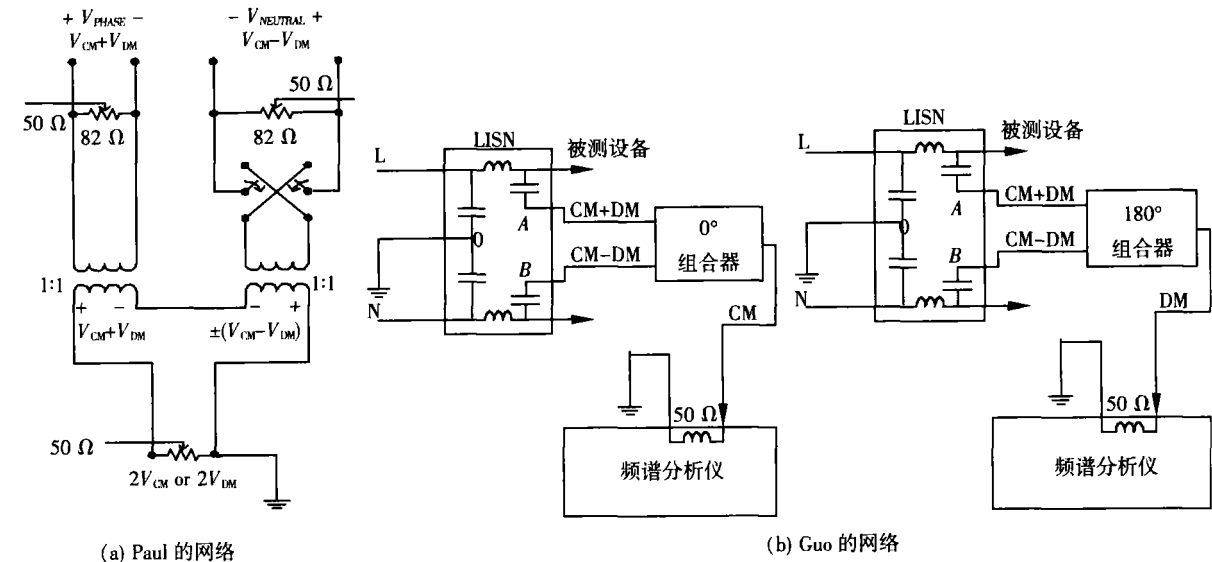 + V_PHASE −
V_CM+V_DM
− V_NEUTRAL +
V_CM−V_DM
50 Ω
82 Ω
50 Ω
82 Ω
1:1
1:1
+ −
− +
V_CM+V_DM
±(V_CM−V_DM)
50 Ω
2V_CM or 2V_DM
(a) Paul 的网络
LISN
L
被测设备
A
CM+DM
0
0°
组合器
B
CM−DM
N
CM
50 Ω
频谱分析仪
LISN
L
被测设备
A
CM+DM
0
180°
组合器
B
CM−DM
N
DM
50 Ω
频谱分析仪
(b) Guo 的网络